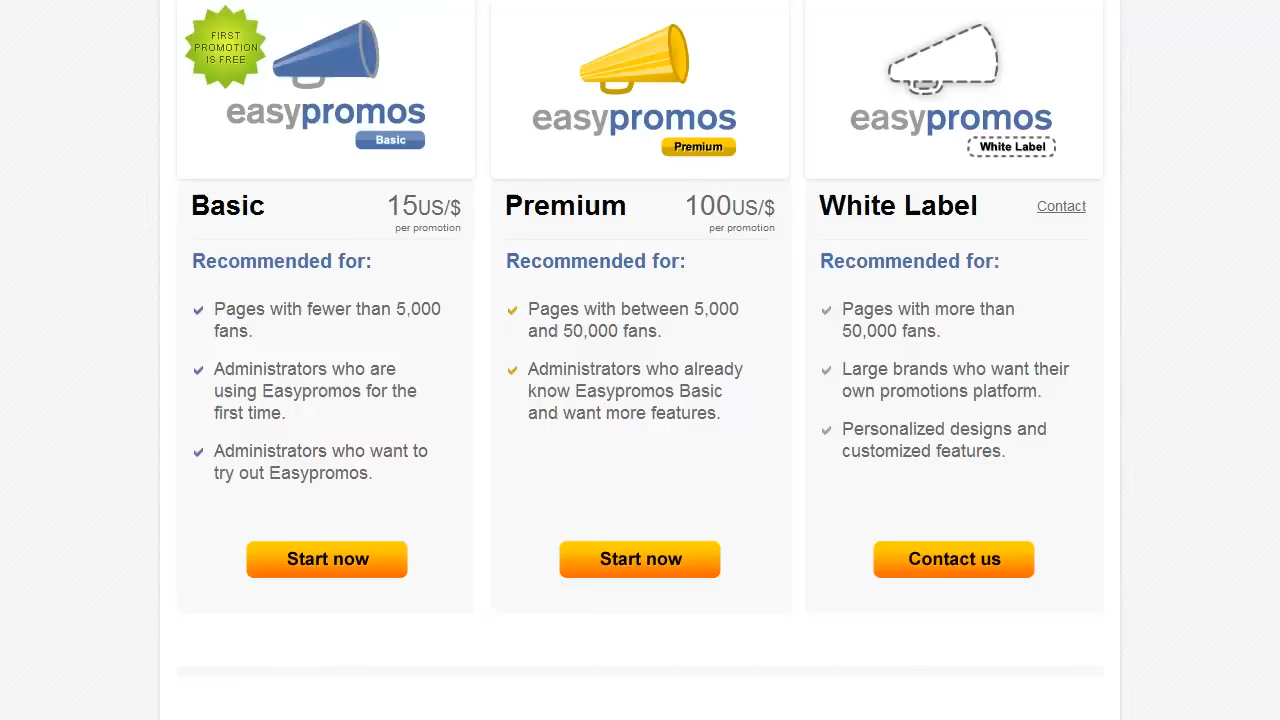 FIRST
PROMOTION
IS FREE
easypromos
Basic
Basic
15US/$
per promotion
Recommended for:
Pages with fewer than 5,000
fans.
Administrators who are
using Easypromos for the
first time.
Administrators who want to
try out Easypromos.
Start now
easypromos
Premium
Premium
100US/$
per promotion
Recommended for:
Pages with between 5,000
and 50,000 fans.
Administrators who already
know Easypromos Basic
and want more features.
Start now
easypromos
White Label
White Label
Contact
Recommended for:
Pages with more than
50,000 fans.
Large brands who want their
own promotions platform.
Personalized designs and
customized features.
Contact us